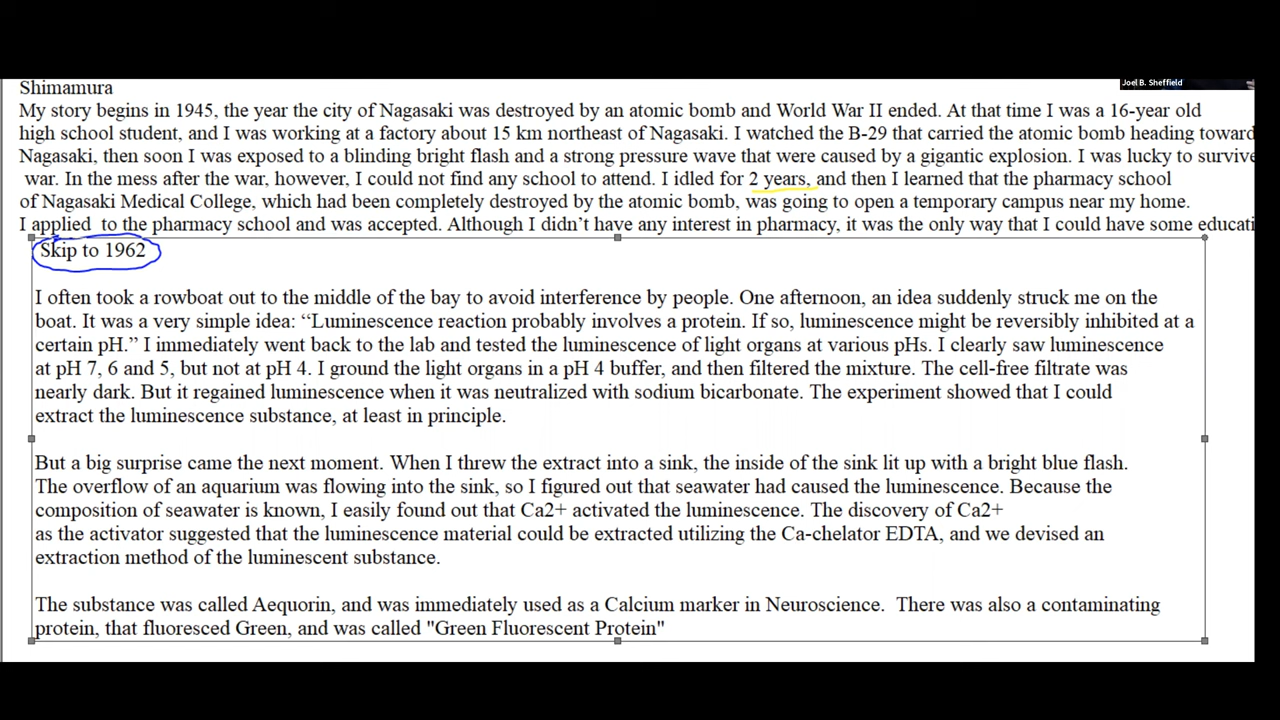 Joel B. Sheffield
Shimamura
My story begins in 1945, the year the city of Nagasaki was destroyed by an atomic bomb and World War II ended. At that time I was a 16-year old
high school student, and I was working at a factory about 15 km northeast of Nagasaki. I watched the B-29 that carried the atomic bomb heading toward
Nagasaki, then soon I was exposed to a blinding bright flash and a strong pressure wave that were caused by a gigantic explosion. I was lucky to survive
war. In the mess after the war, however, I could not find any school to attend. I idled for 2 years, and then I learned that the pharmacy school
of Nagasaki Medical College, which had been completely destroyed by the atomic bomb, was going to open a temporary campus near my home.
I applied to the pharmacy school and was accepted. Although I didn’t have any interest in pharmacy, it was the only way that I could have some educati
Skip to 1962
I often took a rowboat out to the middle of the bay to avoid interference by people. One afternoon, an idea suddenly struck me on the
boat. It was a very simple idea: “Luminescence reaction probably involves a protein. If so, luminescence might be reversibly inhibited at a
certain pH.” I immediately went back to the lab and tested the luminescence of light organs at various pHs. I clearly saw luminescence
at pH 7, 6 and 5, but not at pH 4. I ground the light organs in a pH 4 buffer, and then filtered the mixture. The cell-free filtrate was
nearly dark. But it regained luminescence when it was neutralized with sodium bicarbonate. The experiment showed that I could
extract the luminescence substance, at least in principle.
But a big surprise came the next moment. When I threw the extract into a sink, the inside of the sink lit up with a bright blue flash.
The overflow of an aquarium was flowing into the sink, so I figured out that seawater had caused the luminescence. Because the
composition of seawater is known, I easily found out that Ca2+ activated the luminescence. The discovery of Ca2+
as the activator suggested that the luminescence material could be extracted utilizing the Ca-chelator EDTA, and we devised an
extraction method of the luminescent substance.
The substance was called Aequorin, and was immediately used as a Calcium marker in Neuroscience. There was also a contaminating
protein, that fluoresced Green, and was called "Green Fluorescent Protein"